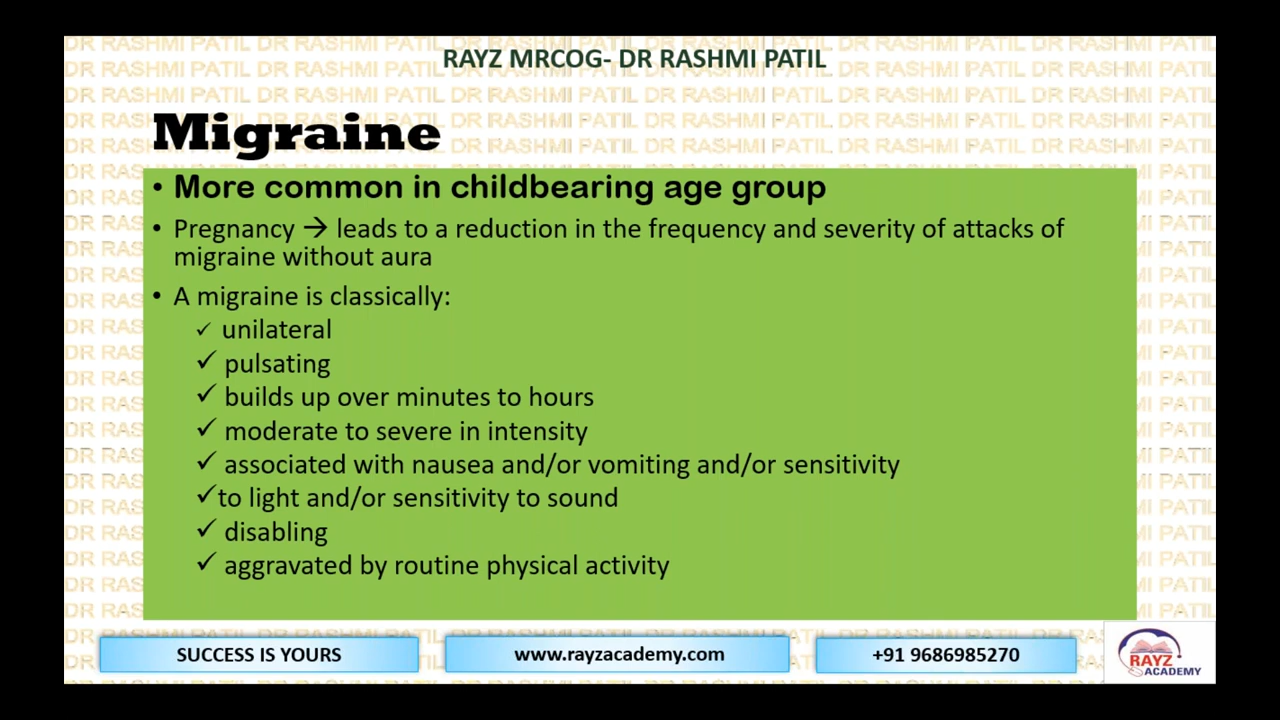 RAYZ MRCOG- DR RASHMI PATIL
Migraine
• More common in childbearing age group
• Pregnancy → leads to a reduction in the frequency and severity of attacks of
migraine without aura
• A migraine is classically:
✓ unilateral
✓ pulsating
✓ builds up over minutes to hours
✓ moderate to severe in intensity
✓ associated with nausea and/or vomiting and/or sensitivity
✓to light and/or sensitivity to sound
✓ disabling
✓ aggravated by routine physical activity
SUCCESS IS YOURS
www.rayzacademy.com
+91 9686985270
RAYZ
ACADEMY